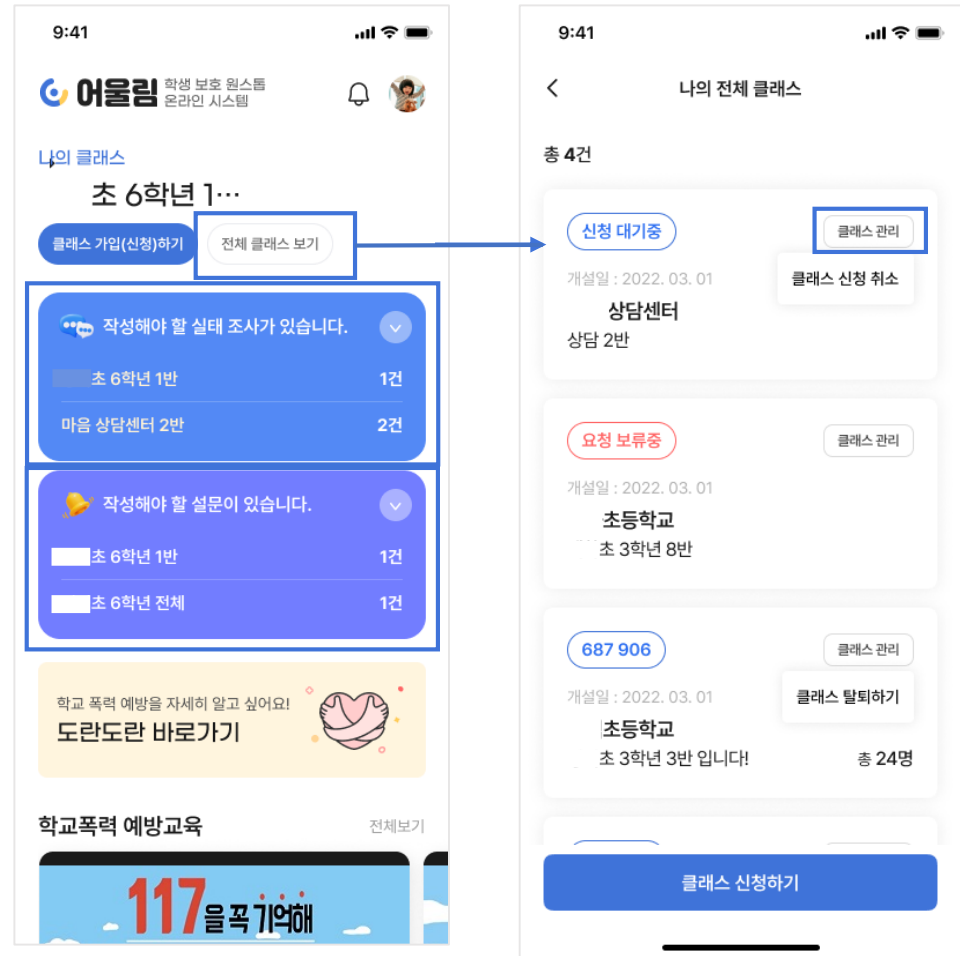 9:41
어울림 학생 보호 원스톱
온라인 시스템
나의 클래스
초 6학년 1…
클래스 가입(신청)하기
전체 클래스 보기
작성해야 할 실태 조사가 있습니다.
초 6학년 1반 1건
마음 상담센터 2반 2건
작성해야 할 설문이 있습니다.
초 6학년 1반 1건
초 6학년 전체 1건
학교 폭력 예방을 자세히 알고 싶어요!
도란도란 바로가기
학교폭력 예방교육 전체보기
117을 꼭 기억해
9:41
나의 전체 클래스
총 4건
신청 대기중 클래스 관리
개설일 : 2022. 03. 01 클래스 신청 취소
상담센터
상담 2반
요청 보류중 클래스 관리
개설일 : 2022. 03. 01
초등학교
초 3학년 8반
687 906 클래스 관리
개설일 : 2022. 03. 01 클래스 탈퇴하기
초등학교
초 3학년 3반 입니다! 총 24명
클래스 신청하기